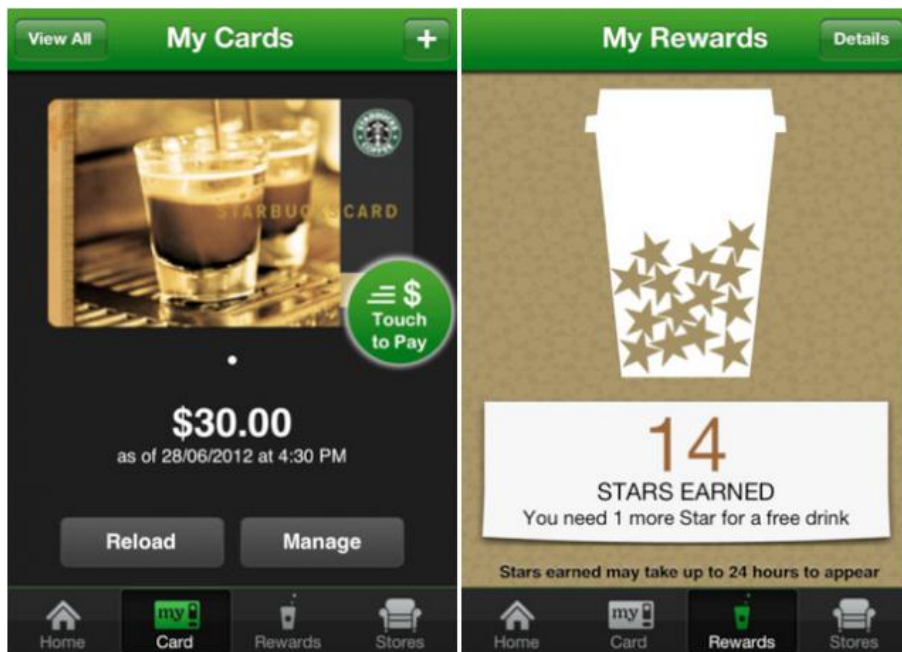 View All
My Cards
+
STARBUCKS CARD
$
Touch
to Pay
$30.00
as of 28/06/2012 at 4:30 PM
Reload
Manage
Home
my
Card
Rewards
Stores
My Rewards
Details
14
STARS EARNED
You need 1 more Star for a free drink
Stars earned may take up to 24 hours to appear
Home
my
Card
Rewards
Stores